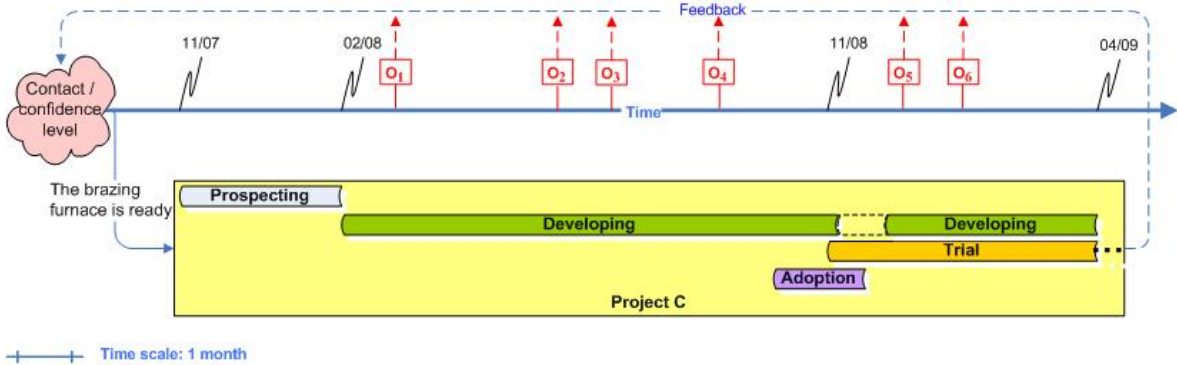 Feedback
11/07
02/08
11/08
04/09
O1
O2
O3
O4
O5
O6
Contact /
confidence
level
Time
The brazing
furnace is ready
Prospecting
Developing
Developing
Trial
Adoption
Project C
Time scale: 1 month